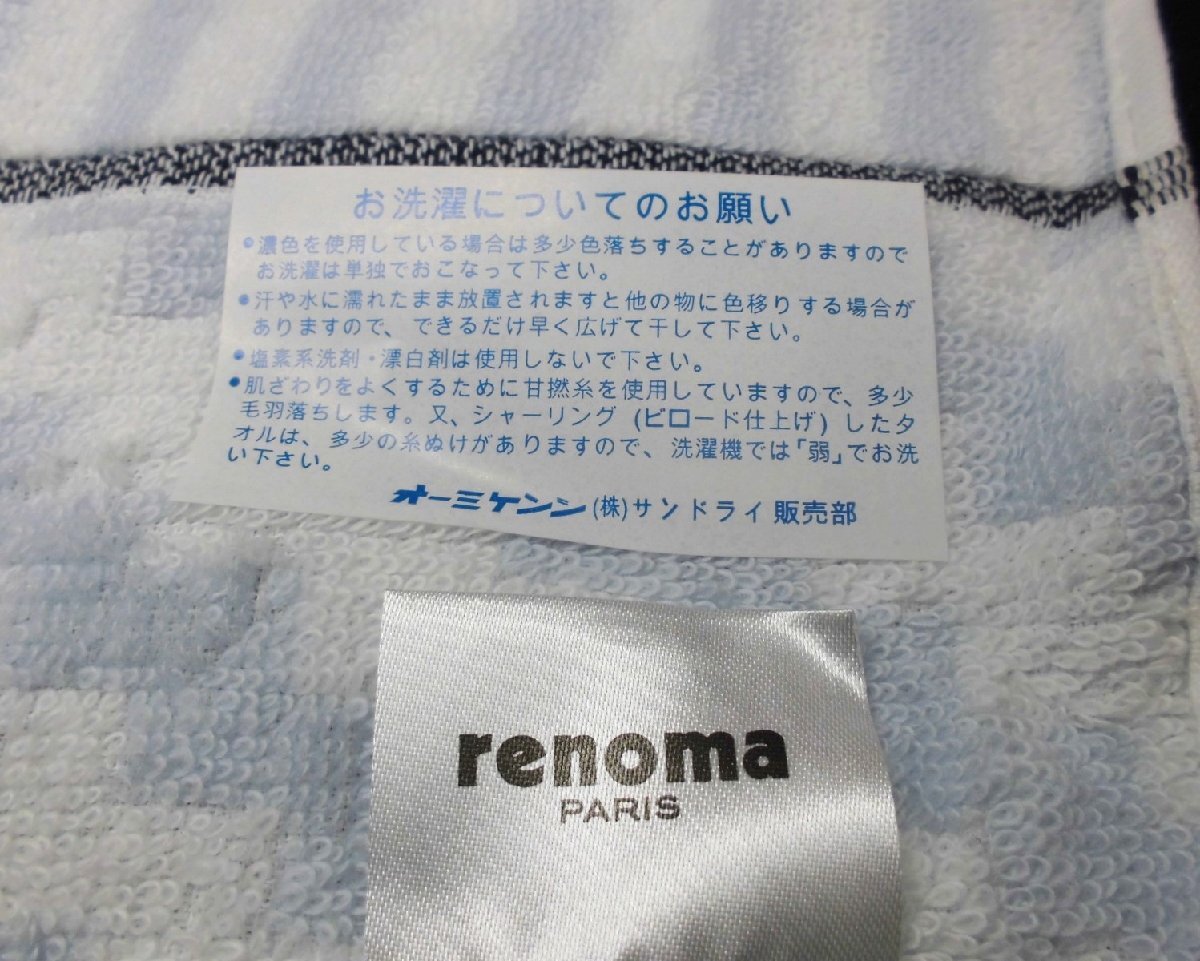 お洗濯についてのお願い
●濃色を使用している場合は多少色落ちすることがありますので
お洗濯は単独でおこなって下さい。
●汗や水に濡れたまま放置されますと他の物に色移りする場合が
ありますので、できるだけ早く広げて干して下さい。
●塩素系洗剤・漂白剤は使用しないで下さい。
●肌ざわりをよくするために甘撚糸を使用していますので、多少
毛羽落ちします。又、シャーリング(ビロード仕上げ)したタ
オルは、多少の糸ぬけがありますので、洗濯機では「弱」でお洗
い下さい。
オーミケンシ(株)サンドライ販売部
renoma
PARIS